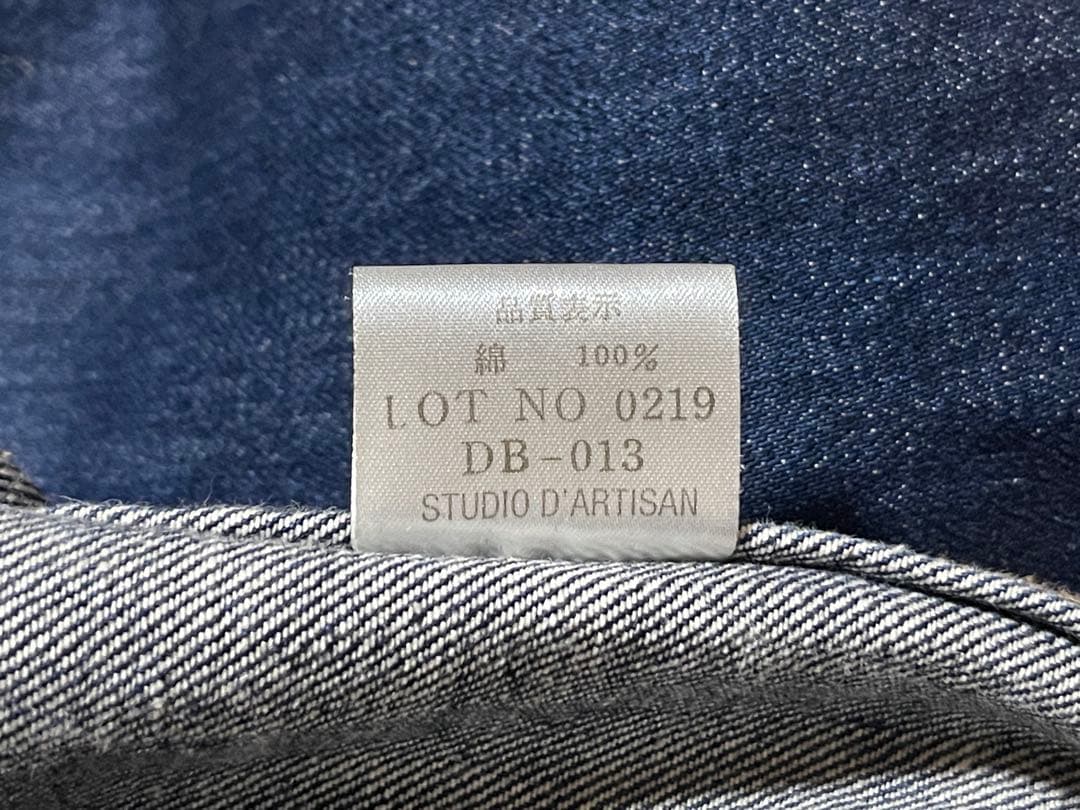 品質表示
綿 100%
LOT NO 0219
DB-013
STUDIO D'ARTISAN